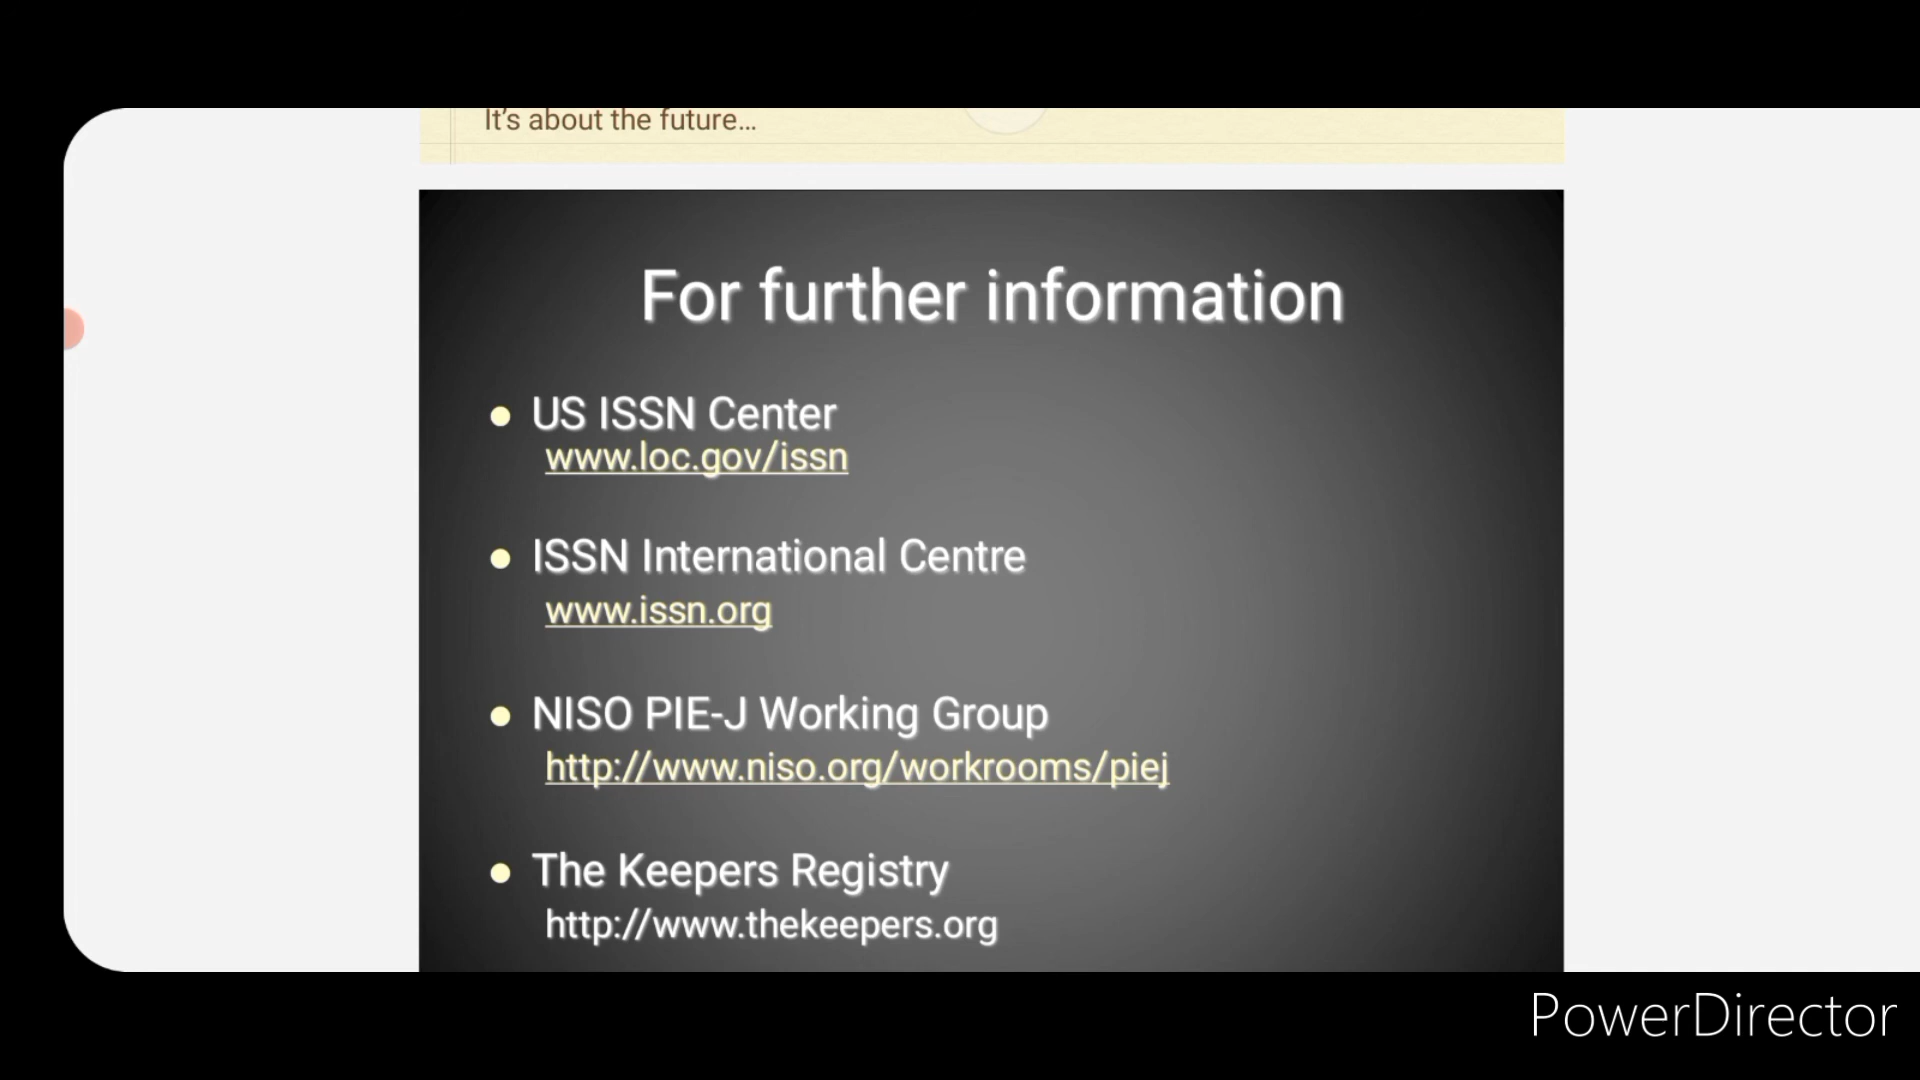 It's about the future...
For further information
US ISSN Center
www.loc.gov/issn
ISSN International Centre
www.issn.org
NISO PIE-J Working Group
http://www.niso.org/workrooms/piej
The Keepers Registry
http://www.thekeepers.org
PowerDirector